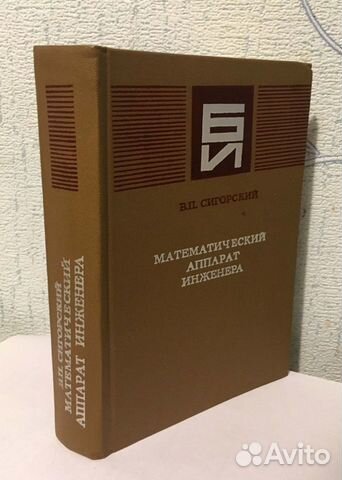 БИ
В.П. СИГОРСКИЙ
МАТЕМАТИЧЕСКИЙ
АППАРАТ
ИНЖЕНЕРА
В.П. СИГОРСКИЙ
МАТЕМАТИЧЕСКИЙ
АППАРАТ ИНЖЕНЕРА
Avito